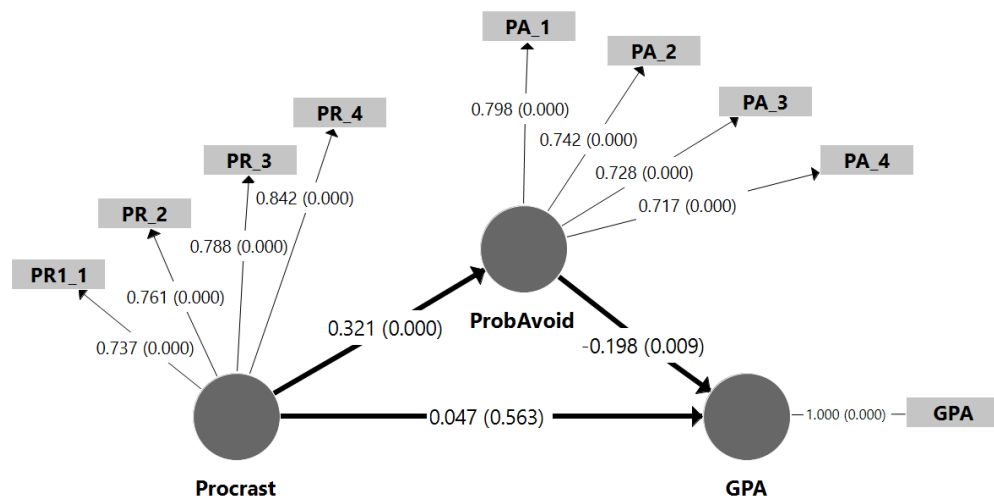 PA_1
PA_2
PA_3
PA_4
PR_4
PR_3
PR_2
PR1_1
0.798 (0.000)
0.742 (0.000)
0.728 (0.000)
0.717 (0.000)
0.842 (0.000)
0.788 (0.000)
0.761 (0.000)
0.737 (0.000)
ProbAvoid
0.321 (0.000)
-0.198 (0.009)
0.047 (0.563)
1.000 (0.000)
GPA
Procrast
GPA